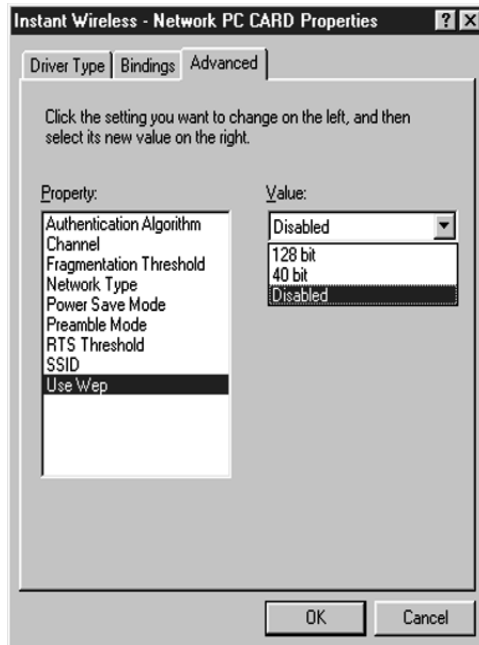 Instant Wireless - Network PC CARD Properties
Driver Type
Bindings
Advanced
Click the setting you want to change on the left, and then
select its new value on the right.
Property:
Authentication Algorithm
Channel
Fragmentation Threshold
Network Type
Power Save Mode
Preamble Mode
RTS Threshold
SSID
Use Wep
Value:
Disabled
128 bit
40 bit
Disabled
OK
Cancel